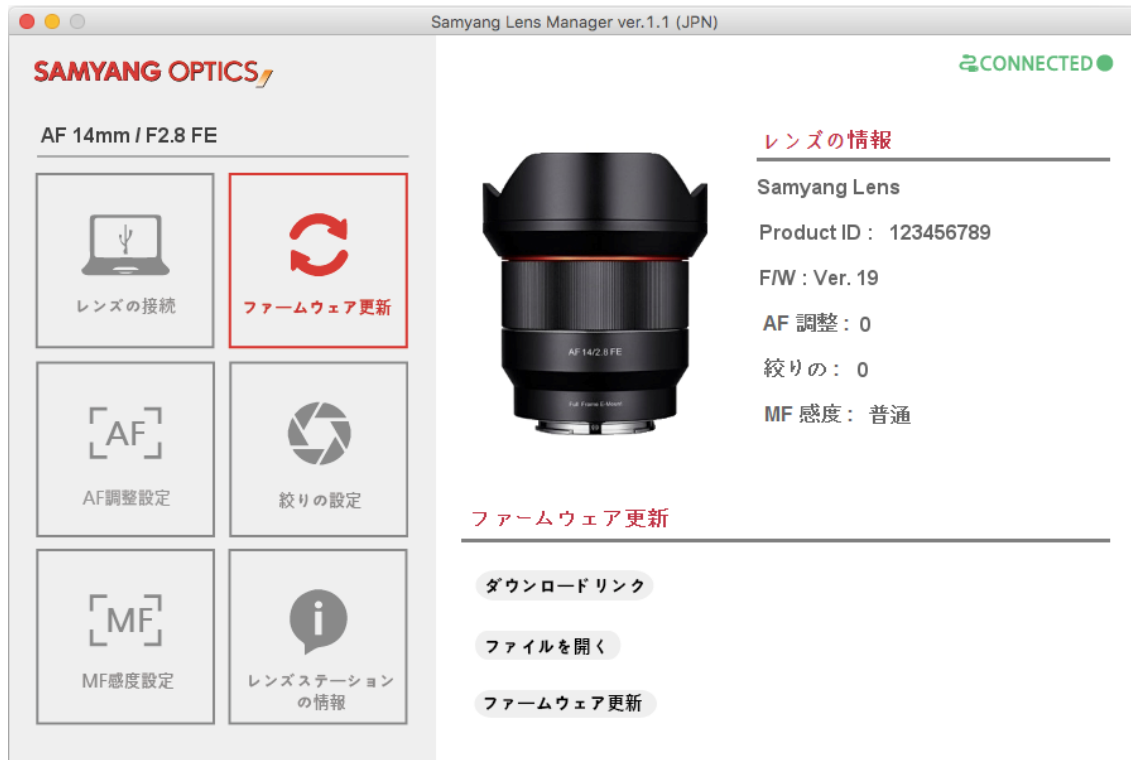 Samyang Lens Manager ver.1.1 (JPN)
SAMYANG OPTICS
CONNECTED
AF 14mm / F2.8 FE
レンズの接続
ファームウェア更新
AF
AF調整設定
絞りの設定
MF
MF感度設定
i
レンズステーション
の情報
AF 14/2.8 FE
Full Frame E-Mount
レンズの情報
Samyang Lens
Product ID : 123456789
F/W : Ver. 19
AF 調整 : 0
絞りの : 0
MF 感度 : 普通
ファームウェア更新
ダウンロードリンク
ファイルを開く
ファームウェア更新